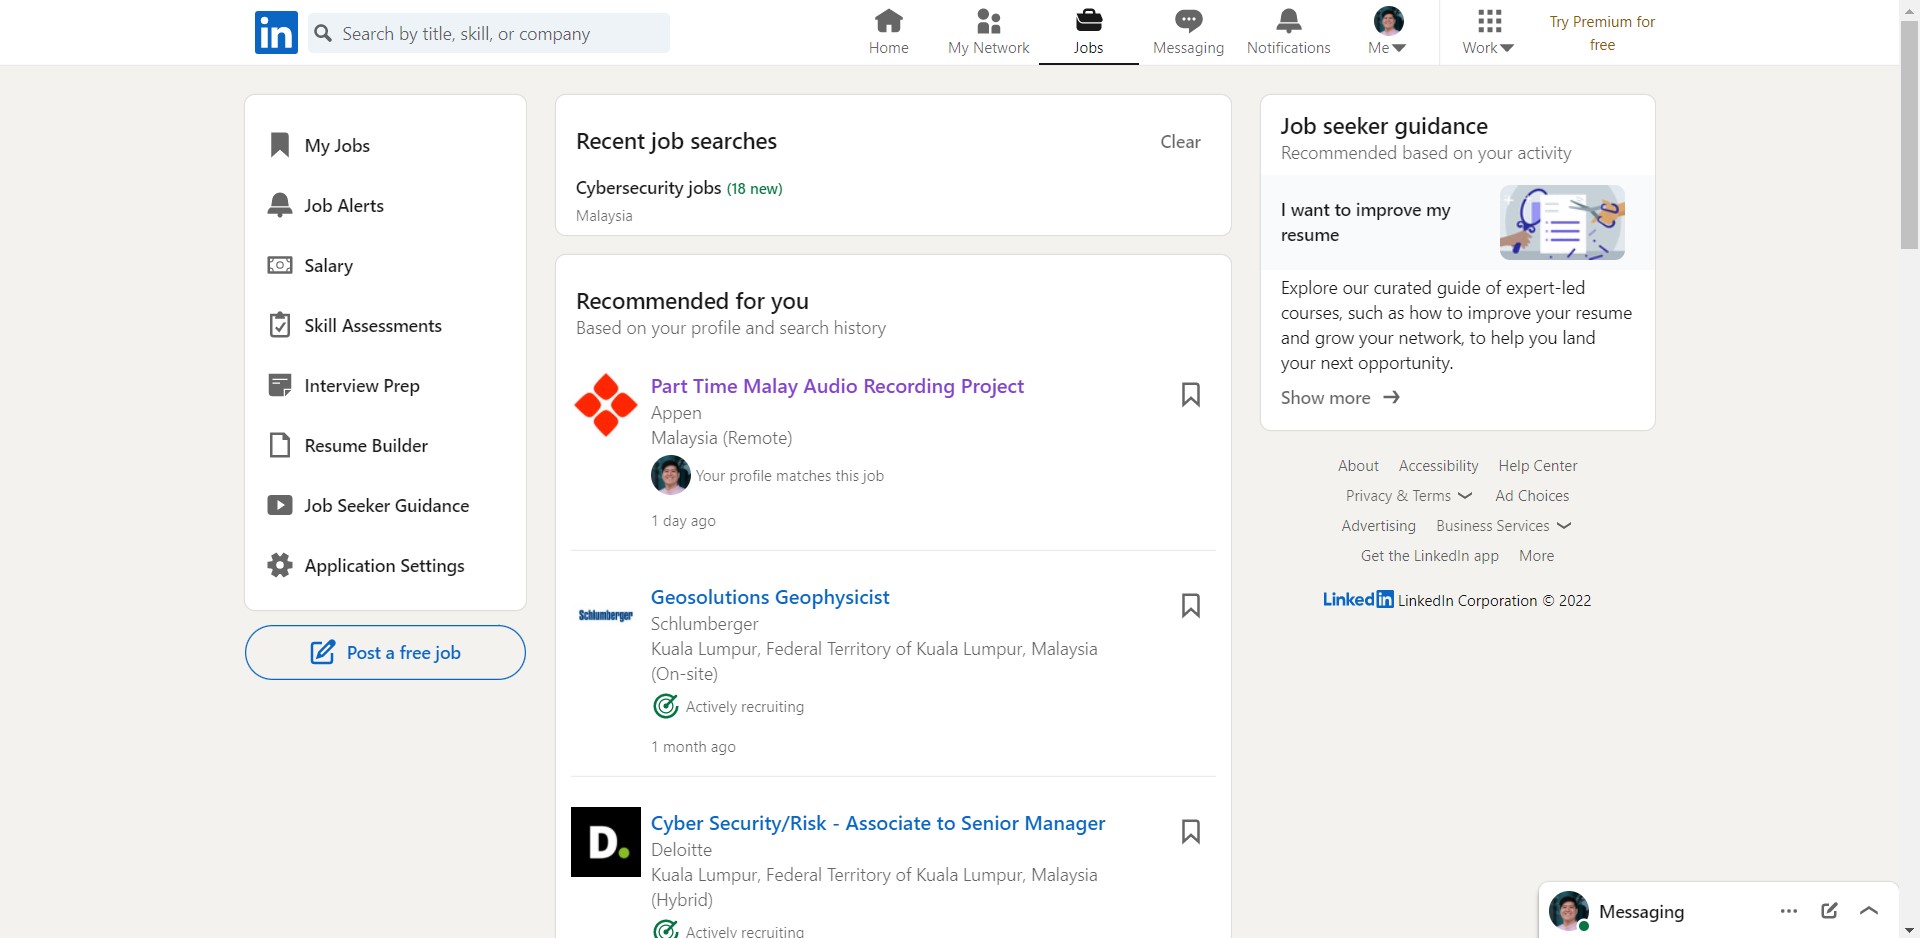 in
Search by title, skill, or company
Home
My Network
Jobs
Messaging
Notifications
Me
Work
Try Premium for
free
My Jobs
Job Alerts
Salary
Skill Assessments
Interview Prep
Resume Builder
Job Seeker Guidance
Application Settings
Post a free job
Recent job searches
Clear
Cybersecurity jobs (18 new)
Malaysia
Recommended for you
Based on your profile and search history
Part Time Malay Audio Recording Project
Appen
Malaysia (Remote)
Your profile matches this job
1 day ago
Schlumberger
Geosolutions Geophysicist
Schlumberger
Kuala Lumpur, Federal Territory of Kuala Lumpur, Malaysia
(On-site)
Actively recruiting
1 month ago
D.
Cyber Security/Risk - Associate to Senior Manager
Deloitte
Kuala Lumpur, Federal Territory of Kuala Lumpur, Malaysia
(Hybrid)
Actively recruiting
Job seeker guidance
Recommended based on your activity
I want to improve my
resume
Explore our curated guide of expert-led
courses, such as how to improve your resume
and grow your network, to help you land
your next opportunity.
Show more
About Accessibility Help Center
Privacy & Terms Ad Choices
Advertising Business Services
Get the LinkedIn app More
LinkedIn LinkedIn Corporation © 2022
Messaging